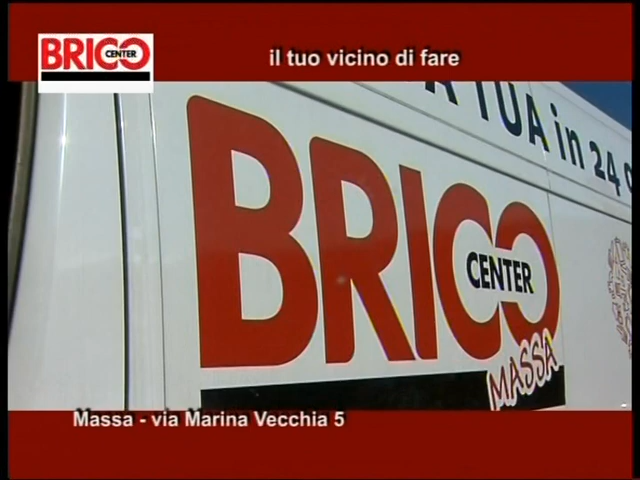 BRICO
CENTER
il tuo vicino di fare
A TUA in 24
BRICO
CENTER
MASSA
Massa - via Marina Vecchia 5